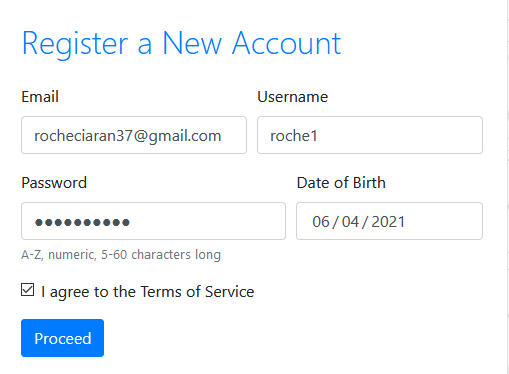 Register a New Account
Email Username
rocheciaran37@gmail.com roche1
Password Date of Birth
●●●●●●●●●● 06 / 04 / 2021
A-Z, numeric, 5-60 characters long
I agree to the Terms of Service
Proceed